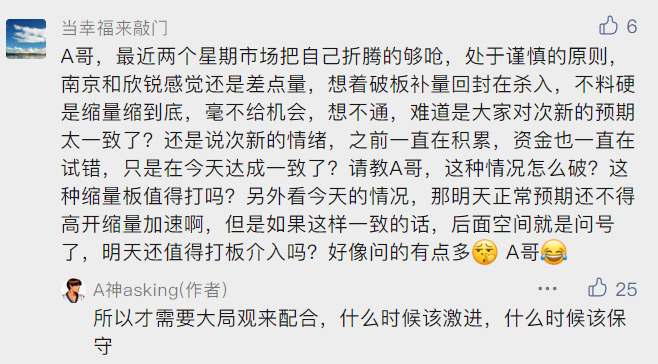 当幸福来敲门
6
A哥，最近两个星期市场把自己折腾的够呛，处于谨慎的原则，
南京和欣锐感觉还是差点量，想着破板补量回封在杀入，不料硬
是缩量缩到底，毫不给机会，想不通，难道是大家对次新的预期
太一致了？还是说次新的情绪，之前一直在积累，资金也一直在
试错，只是在今天达成一致了？请教A哥，这种情况怎么破？这
种缩量板值得打吗？另外看今天的情况，那明天正常预期还不得
高开缩量加速啊，但是如果这样一致的话，后面空间就是问号
了，明天还值得打板介入吗？好像问的有点多 A哥
A神asking(作者)
25
所以才需要大局观来配合，什么时候该激进，什么时候该保
守